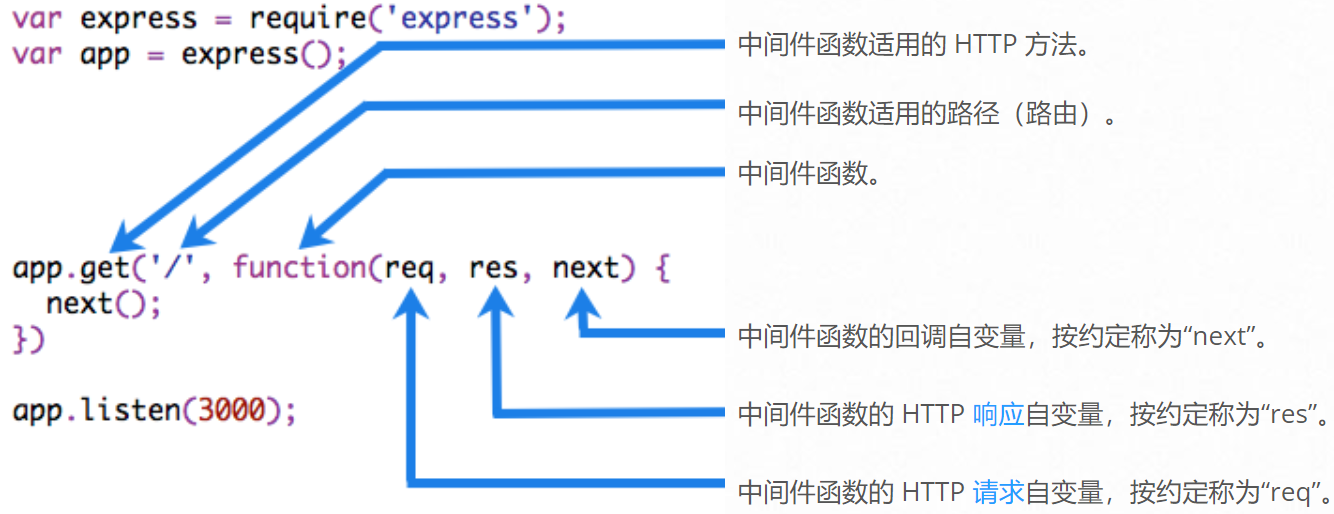 var express = require('express');
var app = express();
中间件函数适用的 HTTP 方法。
中间件函数适用的路径（路由）。
中间件函数。
app.get('/', function(req, res, next) {
next();
})
中间件函数的回调自变量，按约定称为“next”。
app.listen(3000);
中间件函数的 HTTP 响应自变量，按约定称为“res”。
中间件函数的 HTTP 请求自变量，按约定称为“req”。